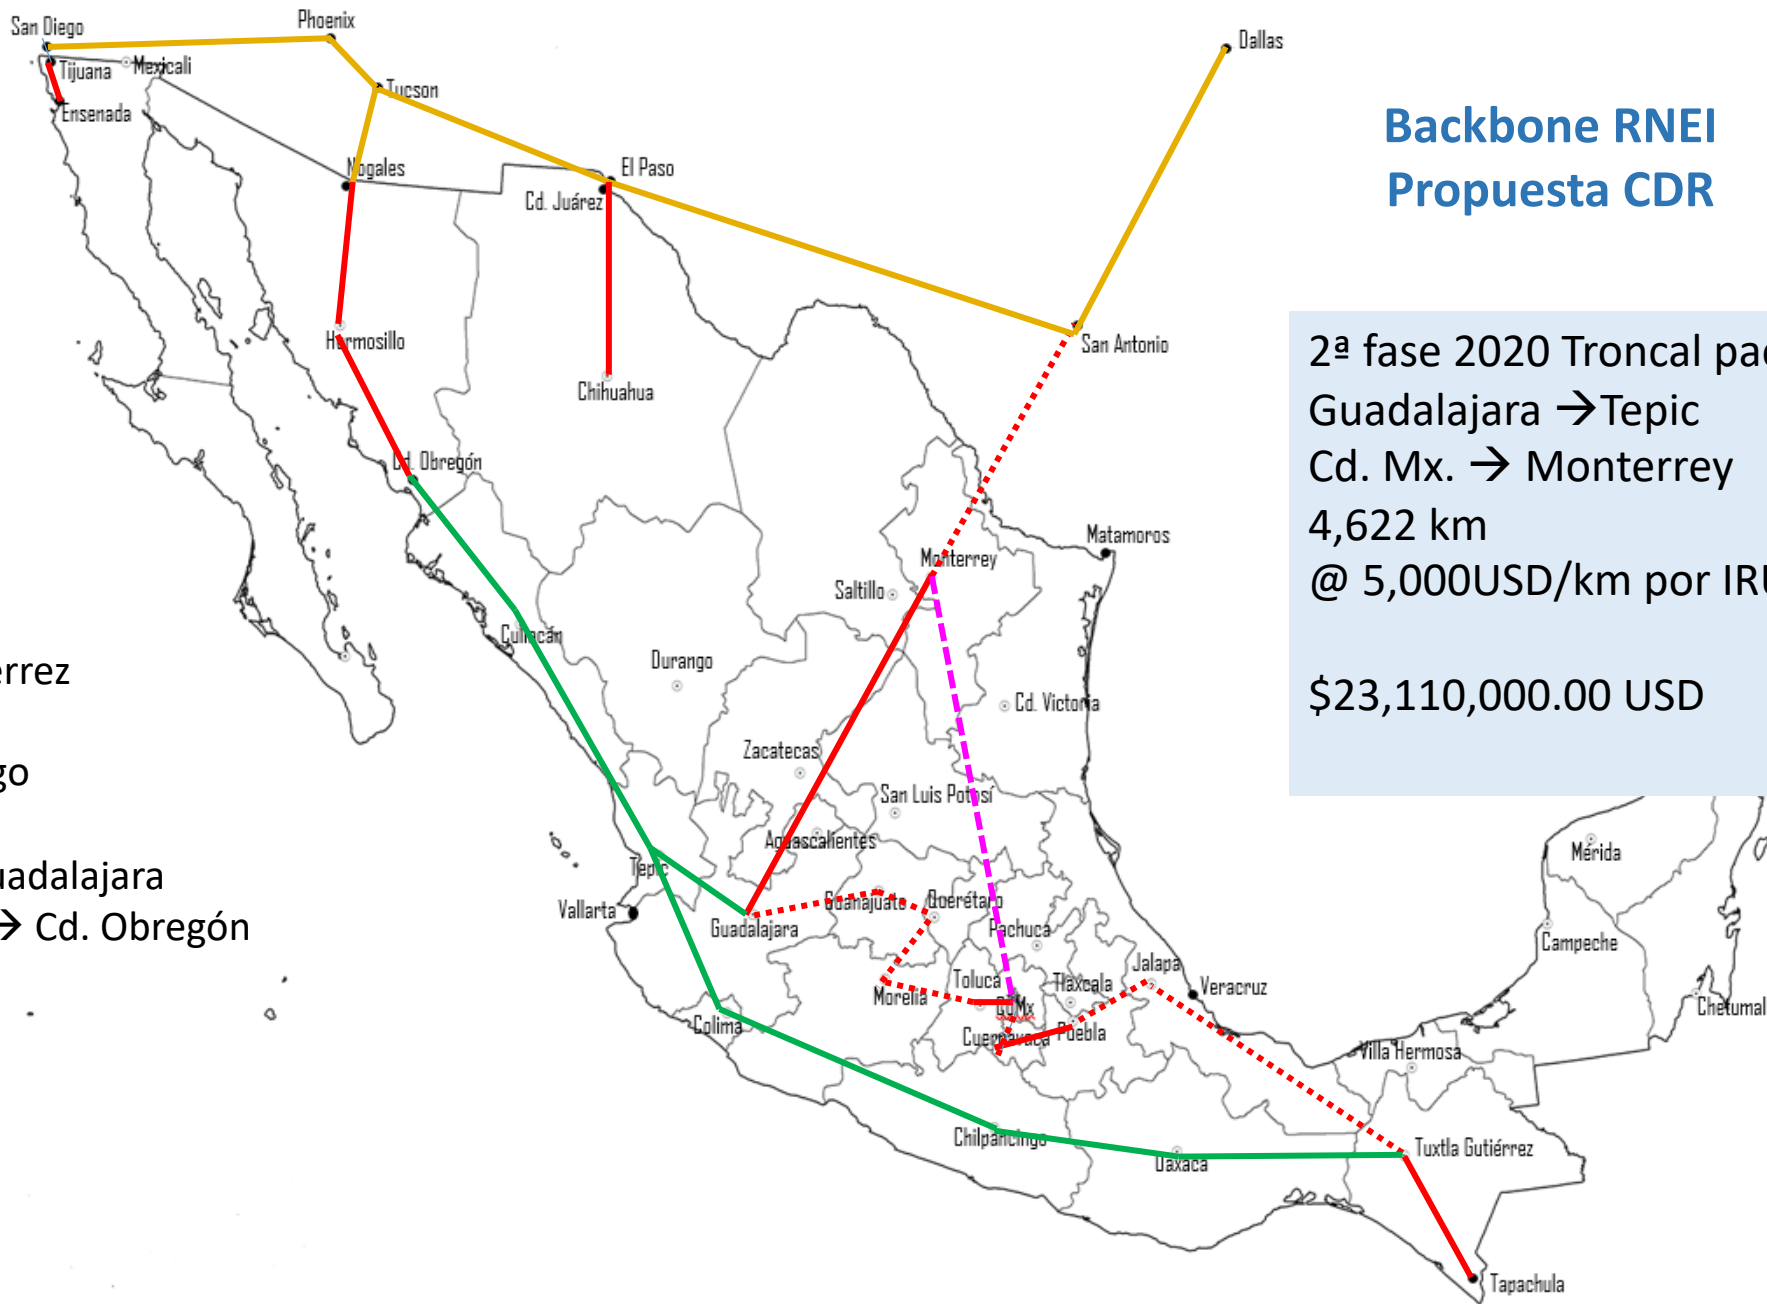 San Diego
Phoenix
Dallas
Tijuana
Mexicali
Tucson
Ensenada
Backbone RNEI
Propuesta CDR
Nogales
El Paso
Cd. Juárez
Hermosillo
San Antonio
Chihuahua
2ª fase 2020 Troncal pac
Guadalajara → Tepic
Cd. Mx. → Monterrey
4,622 km
@ 5,000USD/km por IRU
$23,110,000.00 USD
Cd. Obregón
Matamoros
Monterrey
Saltillo
Culiacán
Durango
Cd. Victoria
errez
go
uadalajara
→ Cd. Obregón
Zacatecas
San Luis Potosí
Aguascalientes
Mérida
Tepic
Vallarta
Guanajuato
Querétaro
Guadalajara
Pachuca
Campeche
Toluca
Tlaxcala
Jalapa
Veracruz
Morelia
CdMx
Chetumal
Colima
Cuernavaca
Puebla
Villa Hermosa
Chilpancingo
Oaxaca
Tuxtla Gutiérrez
Tapachula